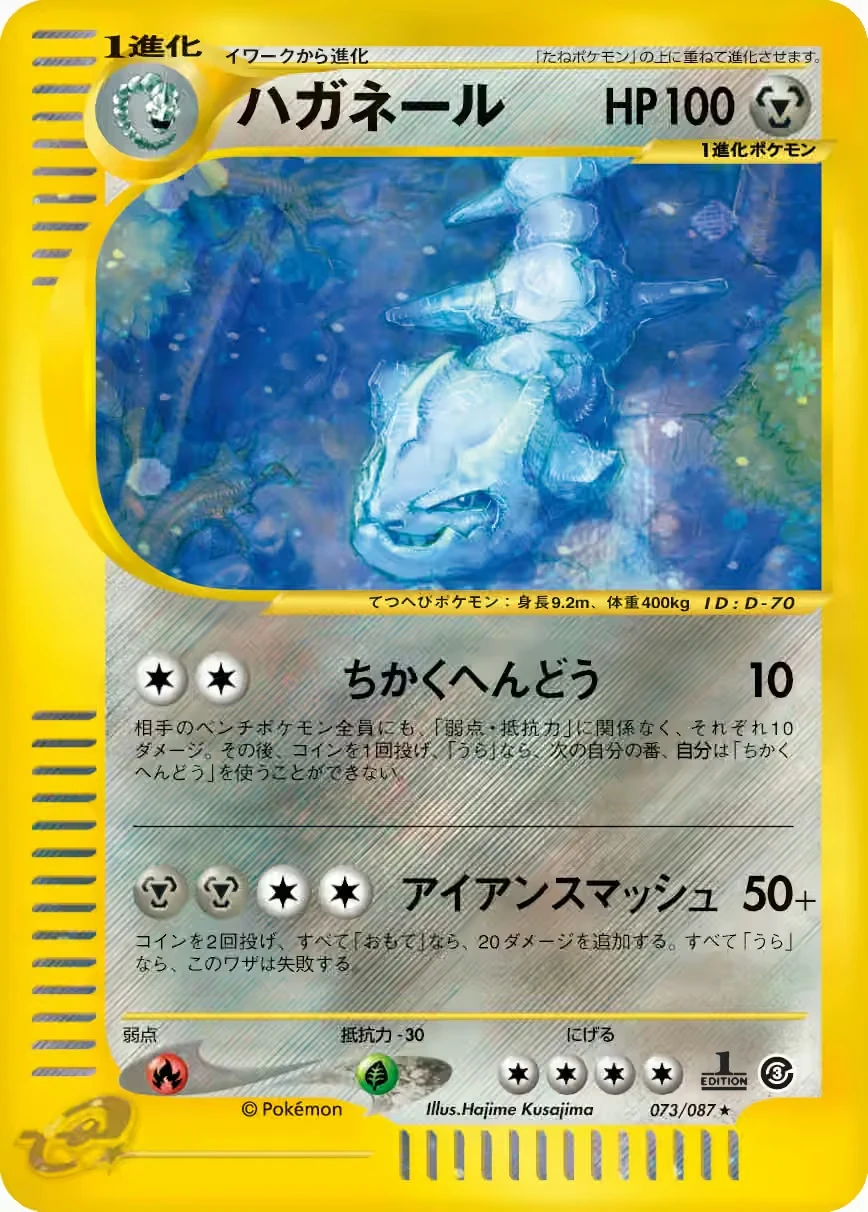 1進化
イワークから進化
「たねポケモン」の上に重ねて進化させます。
ハガネール HP100
1進化ポケモン
てつへびポケモン：身長9.2m、体重400kg ID:D-70
ちかくへんどう 10
相手のベンチポケモン全員にも、「弱点・抵抗力」に関係なく、それぞれ10
ダメージ。その後、コインを1回投げ、「うら」なら、次の自分の番、自分は「ちかく
へんどう」を使うことができない。
アイアンスマッシュ 50+
コインを2回投げ、すべて「おもて」なら、20ダメージを追加する。すべて「うら」
なら、このワザは失敗する。
弱点 抵抗力 -30 にげる
1
EDITION
3
© Pokémon Illus.Hajime Kusajima 073/087★
e